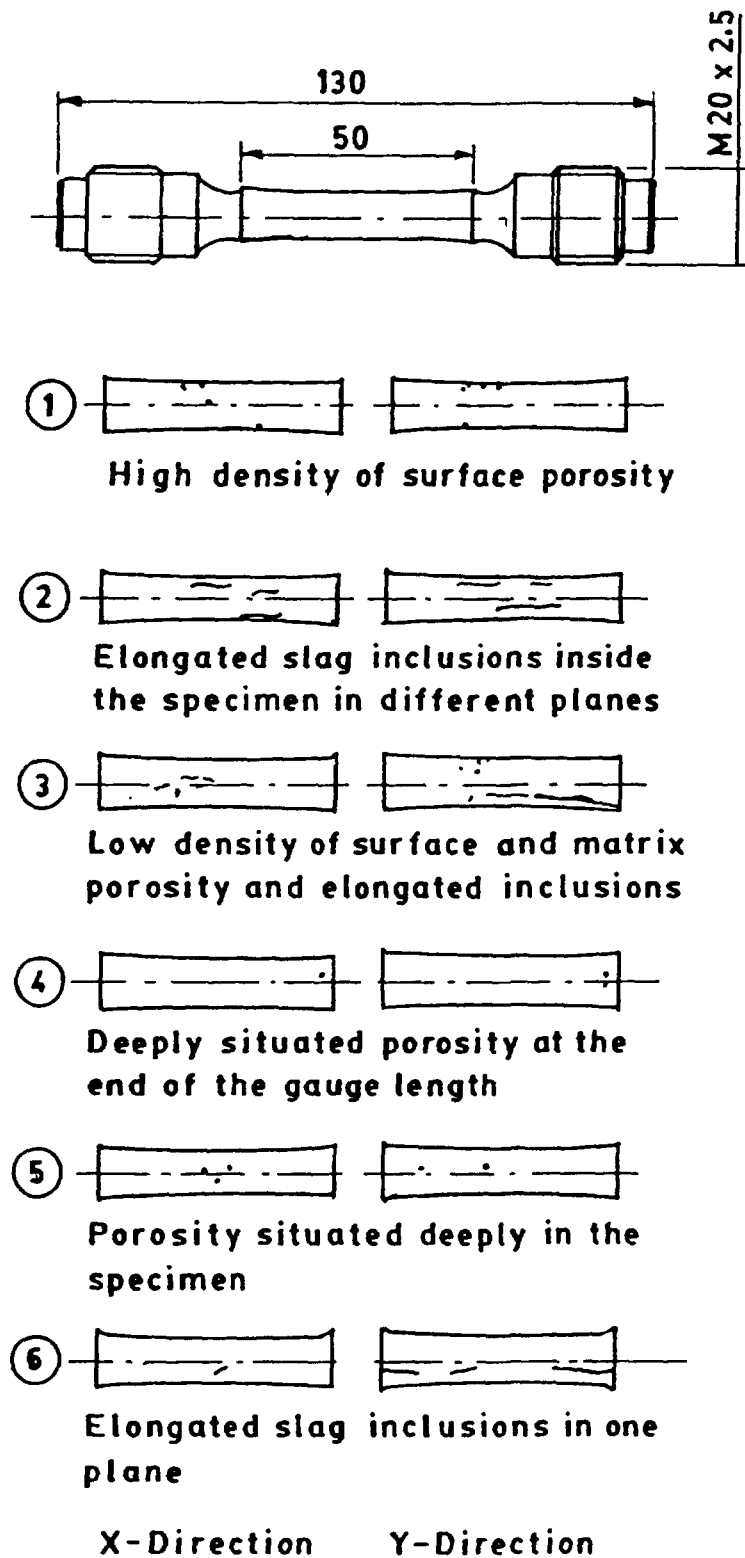 130
50
M20 x 2.5
1
High density of surface porosity
2
Elongated slag inclusions inside
the specimen in different planes
3
Low density of surface and matrix
porosity and elongated inclusions
4
Deeply situated porosity at the
end of the gauge length
5
Porosity situated deeply in the
specimen
6
Elongated slag inclusions in one
plane
X-Direction Y-Direction